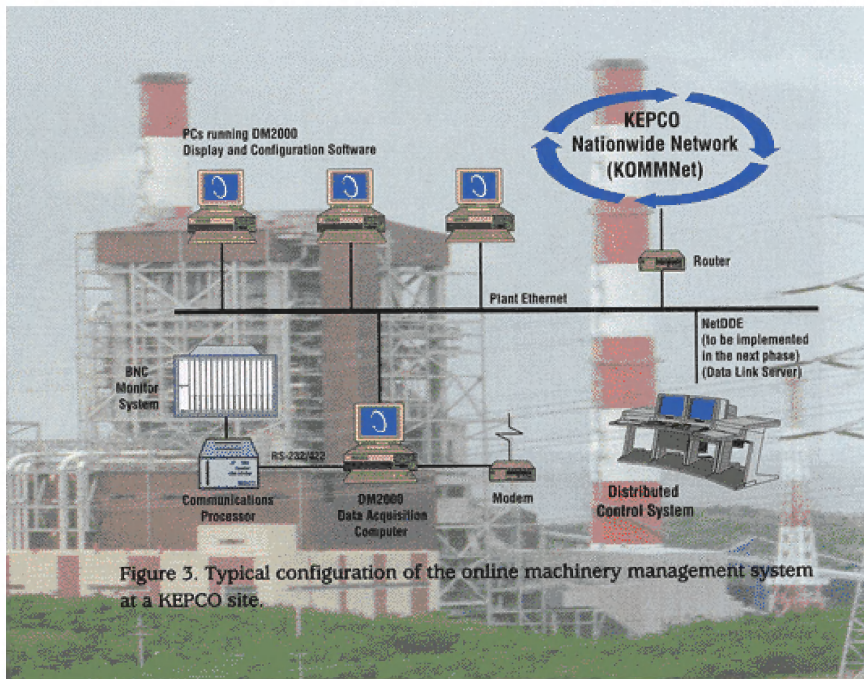 PCs running DM2000
Display and Configuration Software
KEPCO
Nationwide Network
(KOMMNet)
Router
Plant Ethernet
NetDDE
(to be implemented
in the next phase)
(Data Link Server)
BNC
Monitor
System
RS-232/422
Communications
Processor
DM2000
Data Acquisition
Computer
Modem
Distributed
Control System
Figure 3. Typical configuration of the online machinery management system
at a KEPCO site.